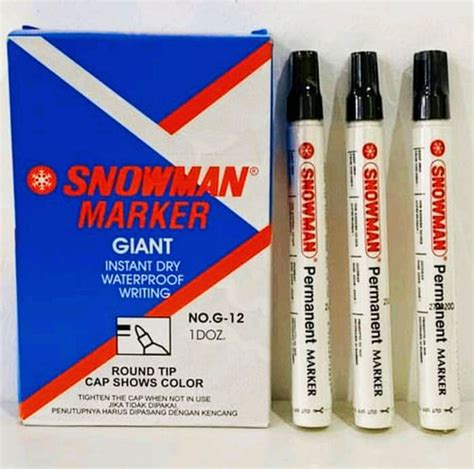 SNOWMAN®
MARKER
GIANT
INSTANT DRY
WATERPROOF
WRITING
NO.G-12
1DOZ.
ROUND TIP
CAP SHOWS COLOR
TIGHTEN THE CAP WHEN NOT IN USE
JIKA TIDAK DIPAKAI,
PENUTUPNYA HARUS DIPASANG DENGAN KENCANG
SNOWMAN
Permanent MARKER
SNOWMAN
Permanent MARKER
SNOWMAN
Permanent MARKER